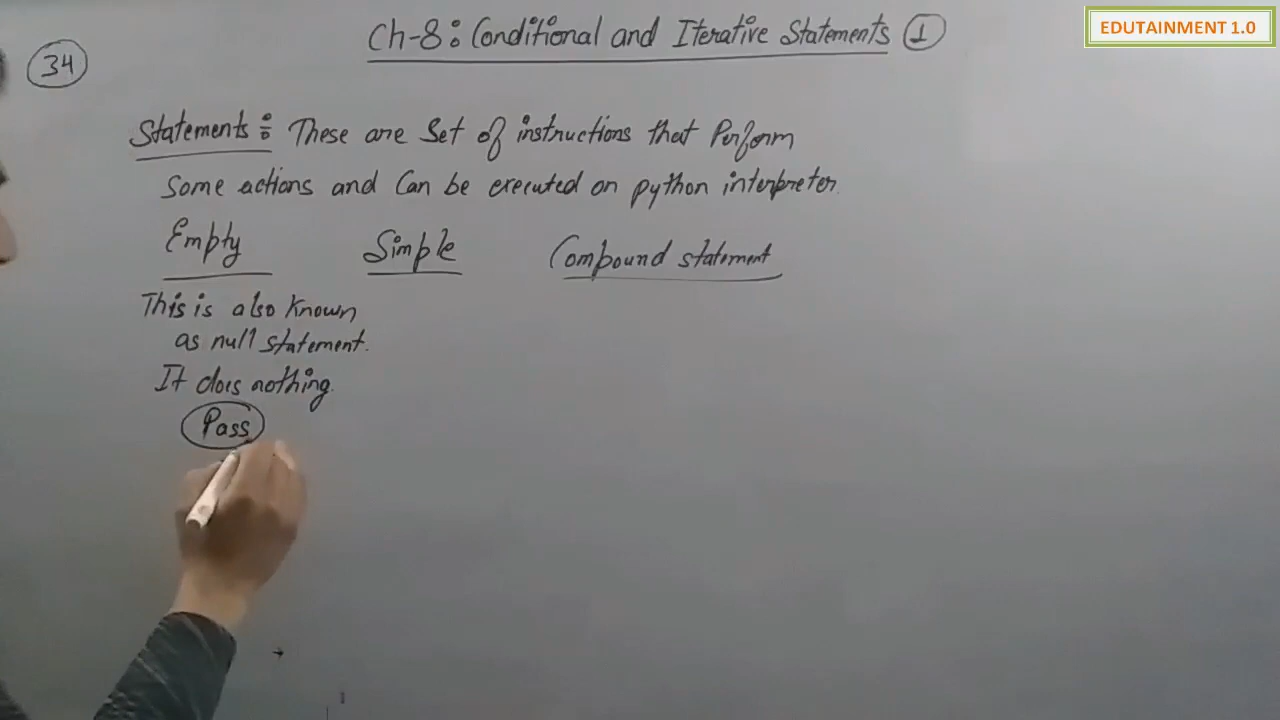 Ch-8: Conditional and Iterative Statements 1
EDUTAINMENT 1.0
34
Statements: These are Set of instructions that Perform
Some actions and Can be executed on python interpreter.
Empty Simple Compound statement
This is also known
as null statement.
It does nothing.
Pass